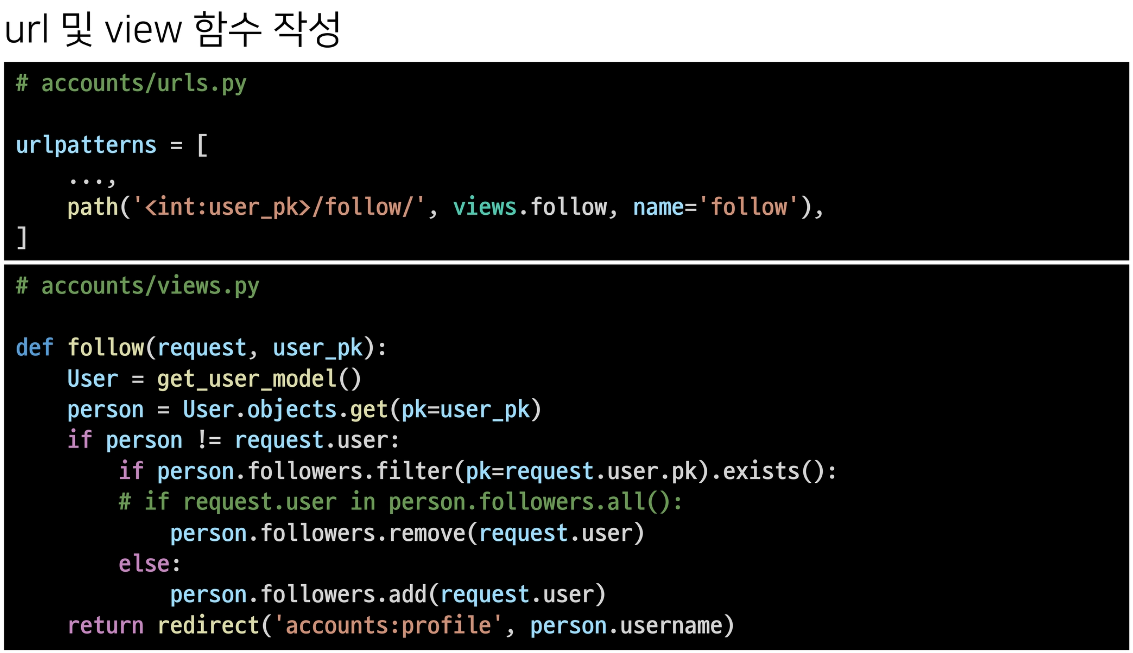 url 및 view 함수 작성
# accounts/urls.py
urlpatterns = [
    ...,
    path('<int:user_pk>/follow/', views.follow, name='follow'),
]
# accounts/views.py
def follow(request, user_pk):
    User = get_user_model()
    person = User.objects.get(pk=user_pk)
    if person != request.user:
        if person.followers.filter(pk=request.user.pk).exists():
        # if request.user in person.followers.all():
            person.followers.remove(request.user)
        else:
            person.followers.add(request.user)
    return redirect('accounts:profile', person.username)